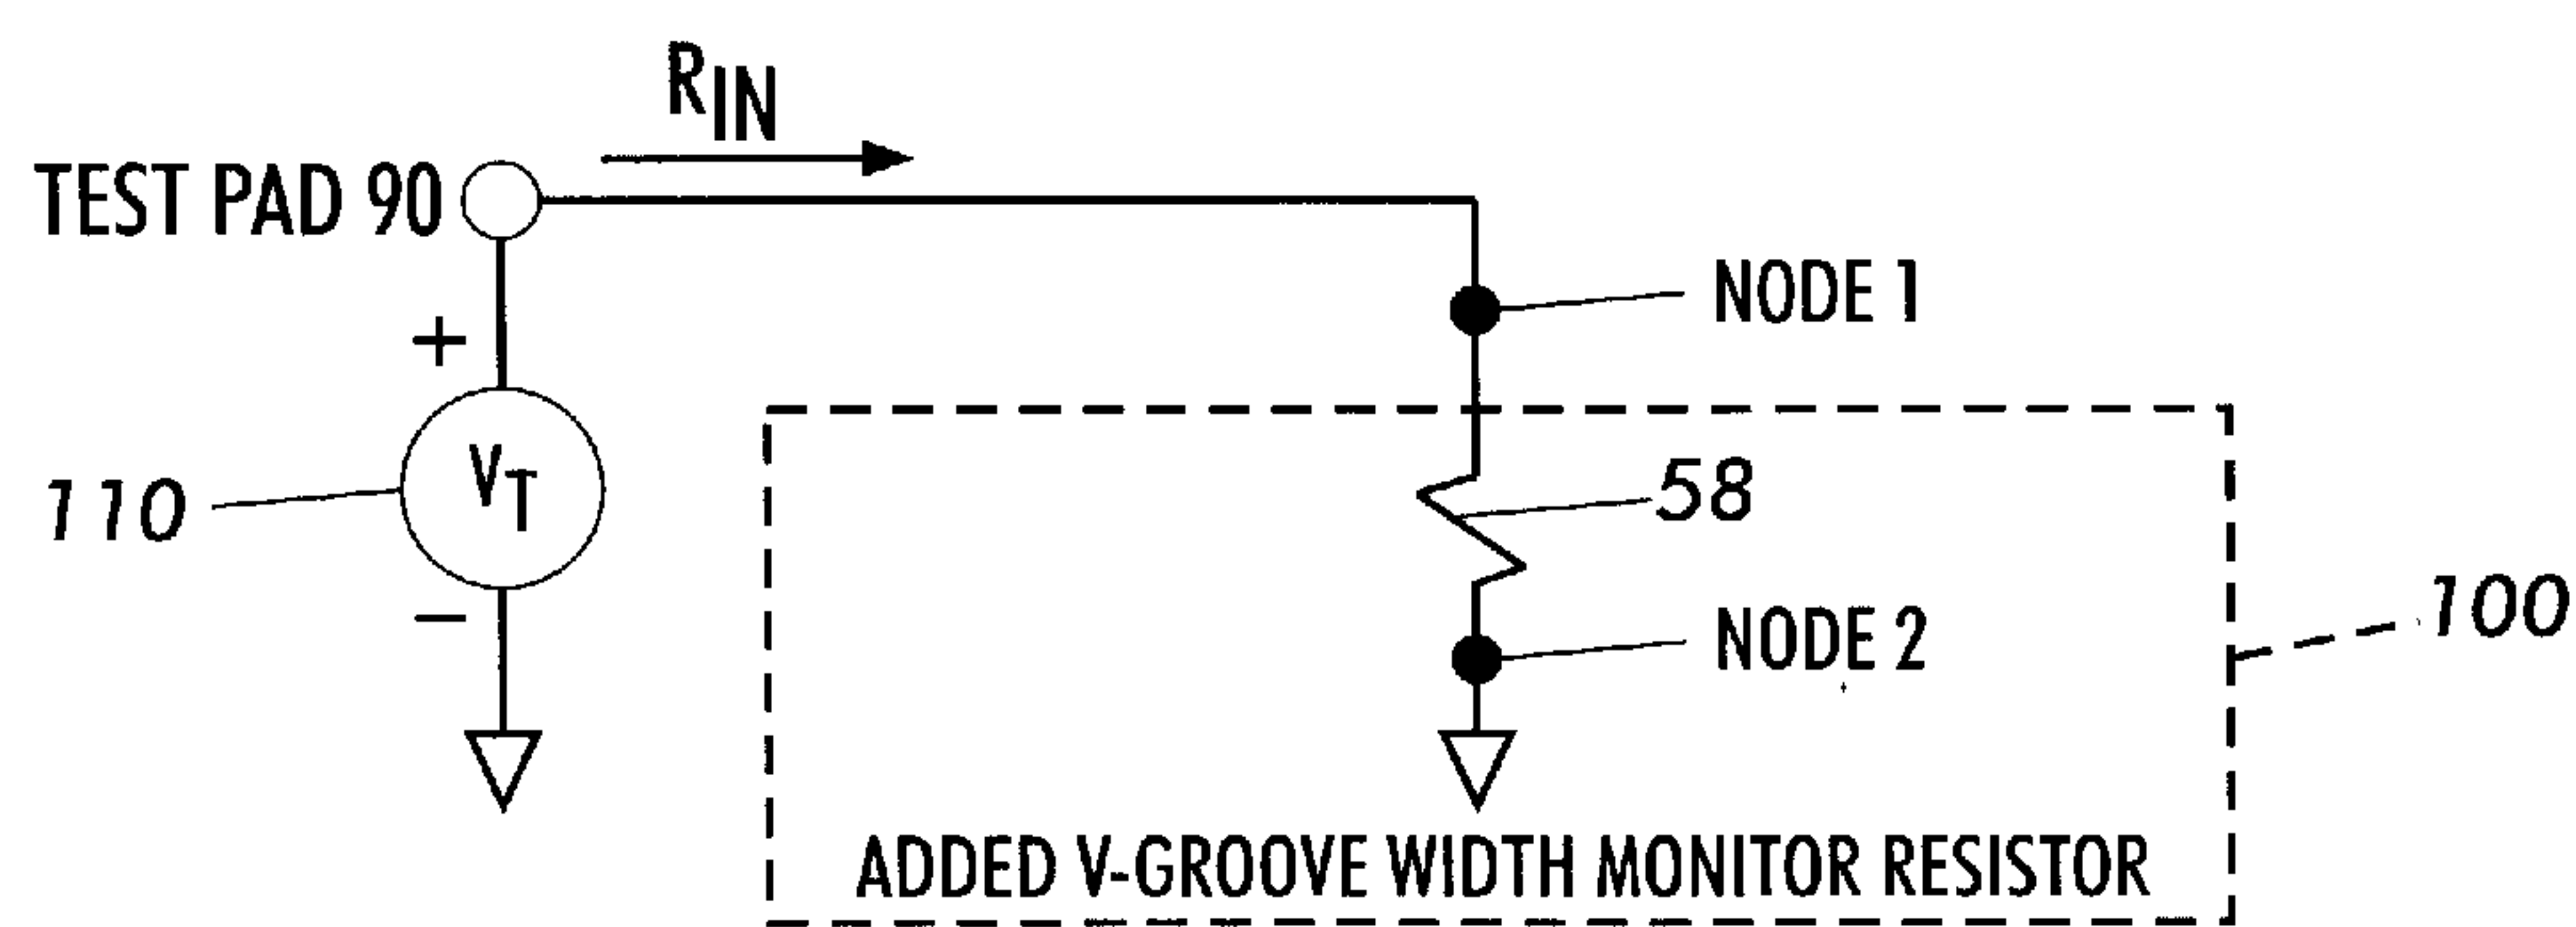 RIN
TEST PAD 90
NODE 1
+
VT
110
58
−
NODE 2
100
ADDED V-GROOVE WIDTH MONITOR RESISTOR